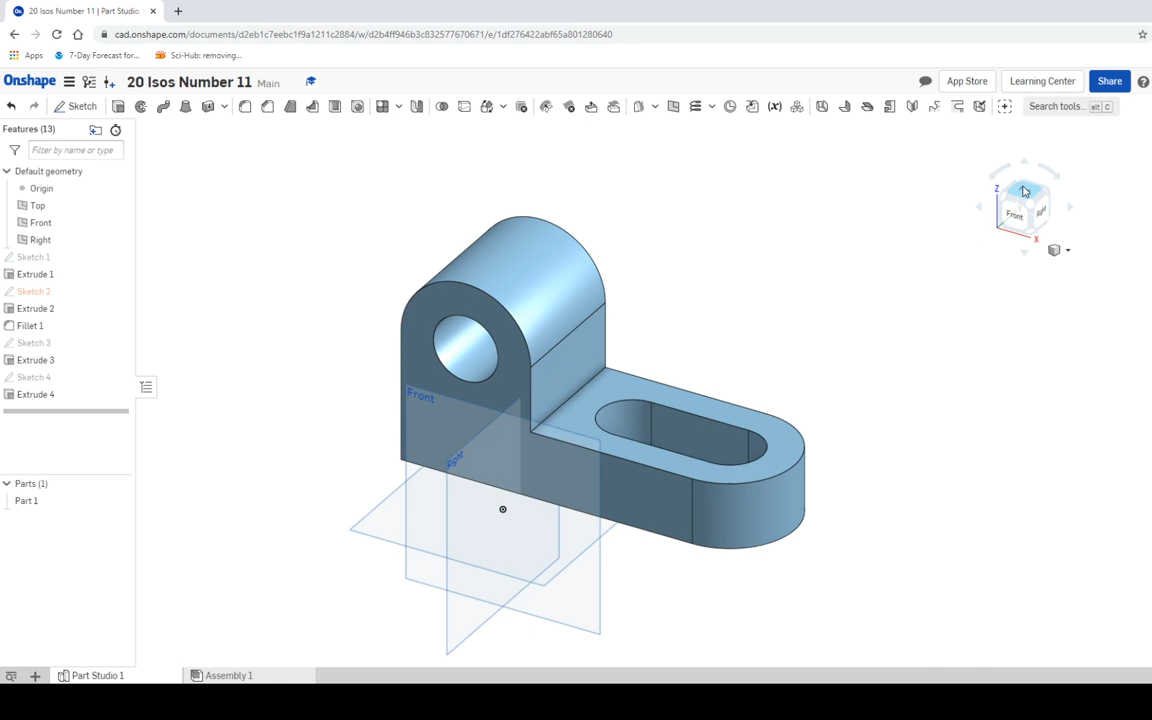 On 20 Isos Number 11 | Part Studio × +
cad.onshape.com/documents/d2eb1c7eebc1f9a1211c2884/w/d2b4ff946b3c832577670671/e/1df276422abf65a801280640
Apps 7-Day Forecast for... Sci-Hub: removing...
Onshape 20 Isos Number 11 Main App Store Learning Center Share ?
Sketch (x) Search tools... alt C
Features (13)
Filter by name or type
Default geometry
Origin
Top
Front
Right
Sketch 1
Extrude 1
Sketch 2
Extrude 2
Fillet 1
Sketch 3
Extrude 3
Sketch 4
Extrude 4
Parts (1)
Part 1
Front
Right
Z
Front Right
X
Part Studio 1 Assembly 1